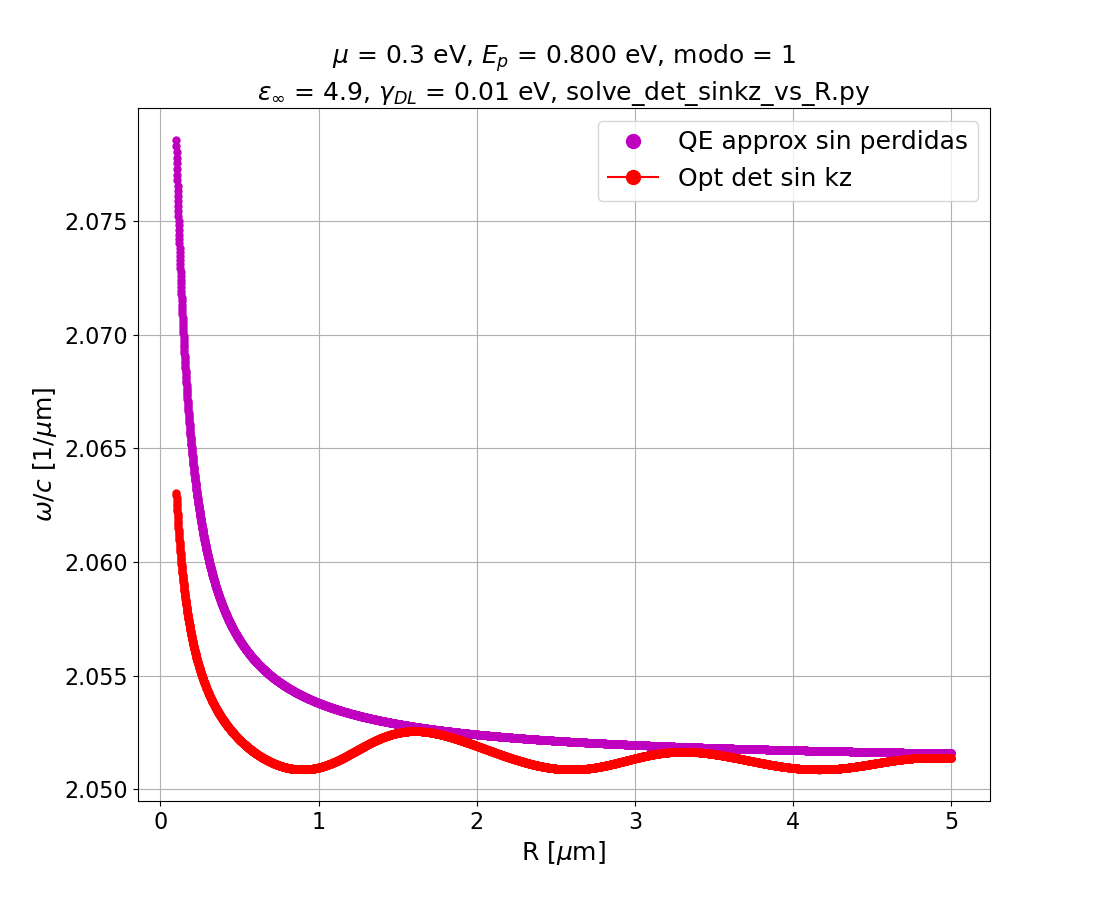 μ = 0.3 eV, E_p = 0.800 eV, modo = 1
ε_∞ = 4.9, γ_DL = 0.01 eV, solve_det_sinkz_vs_R.py
QE approx sin perdidas
Opt det sin kz
2.075
2.070
2.065
2.060
2.055
2.050
ω/c [1/μm]
0 1 2 3 4 5
R [μm]